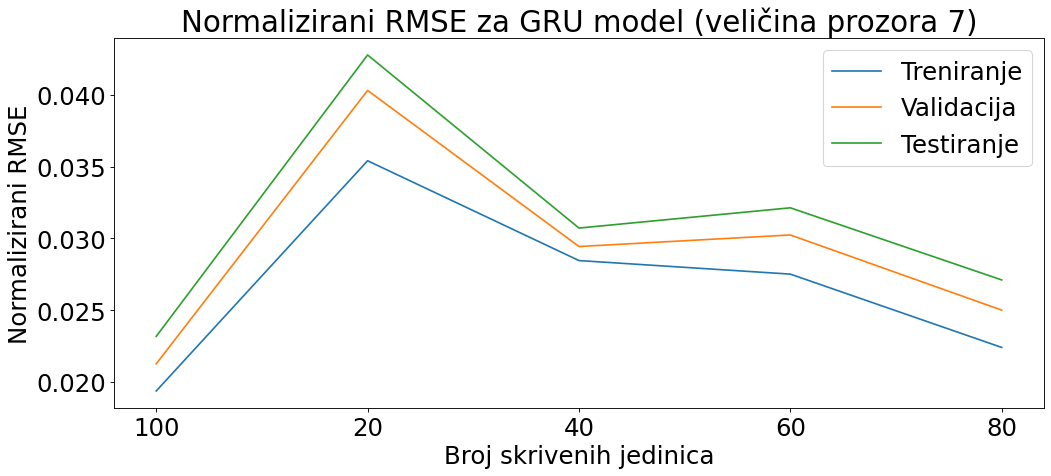 Normalizirani RMSE za GRU model (veličina prozora 7)
Treniranje
Validacija
Testiranje
Normalizirani RMSE
0.040
0.035
0.030
0.025
0.020
100 20 40 60 80
Broj skrivenih jedinica